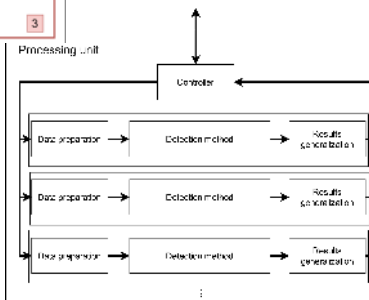 3
Processing unit
Controller
Data preparation
Detection method
Results
generalization
Data preparation
Detection method
Results
generalization
Data preparation
Detection method
Results
generalization